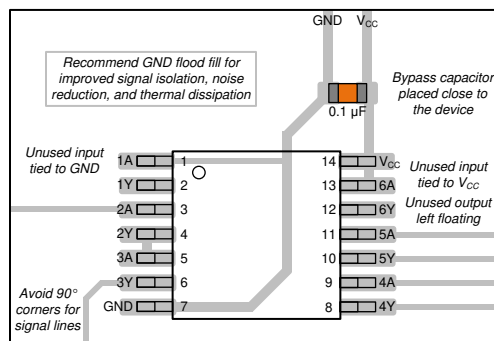 GND V_CC
Recommend GND flood fill for
improved signal isolation, noise
reduction, and thermal dissipation
Bypass capacitor
placed close to
the device
0.1 µF
Unused input
tied to GND
1A 1 14 V_CC
1Y 2 13 6A
2A 3 12 6Y
2Y 4 11 5A
3A 5 10 5Y
3Y 6 9 4A
GND 7 8 4Y
Unused input
tied to V_CC
Unused output
left floating
Avoid 90°
corners for
signal lines